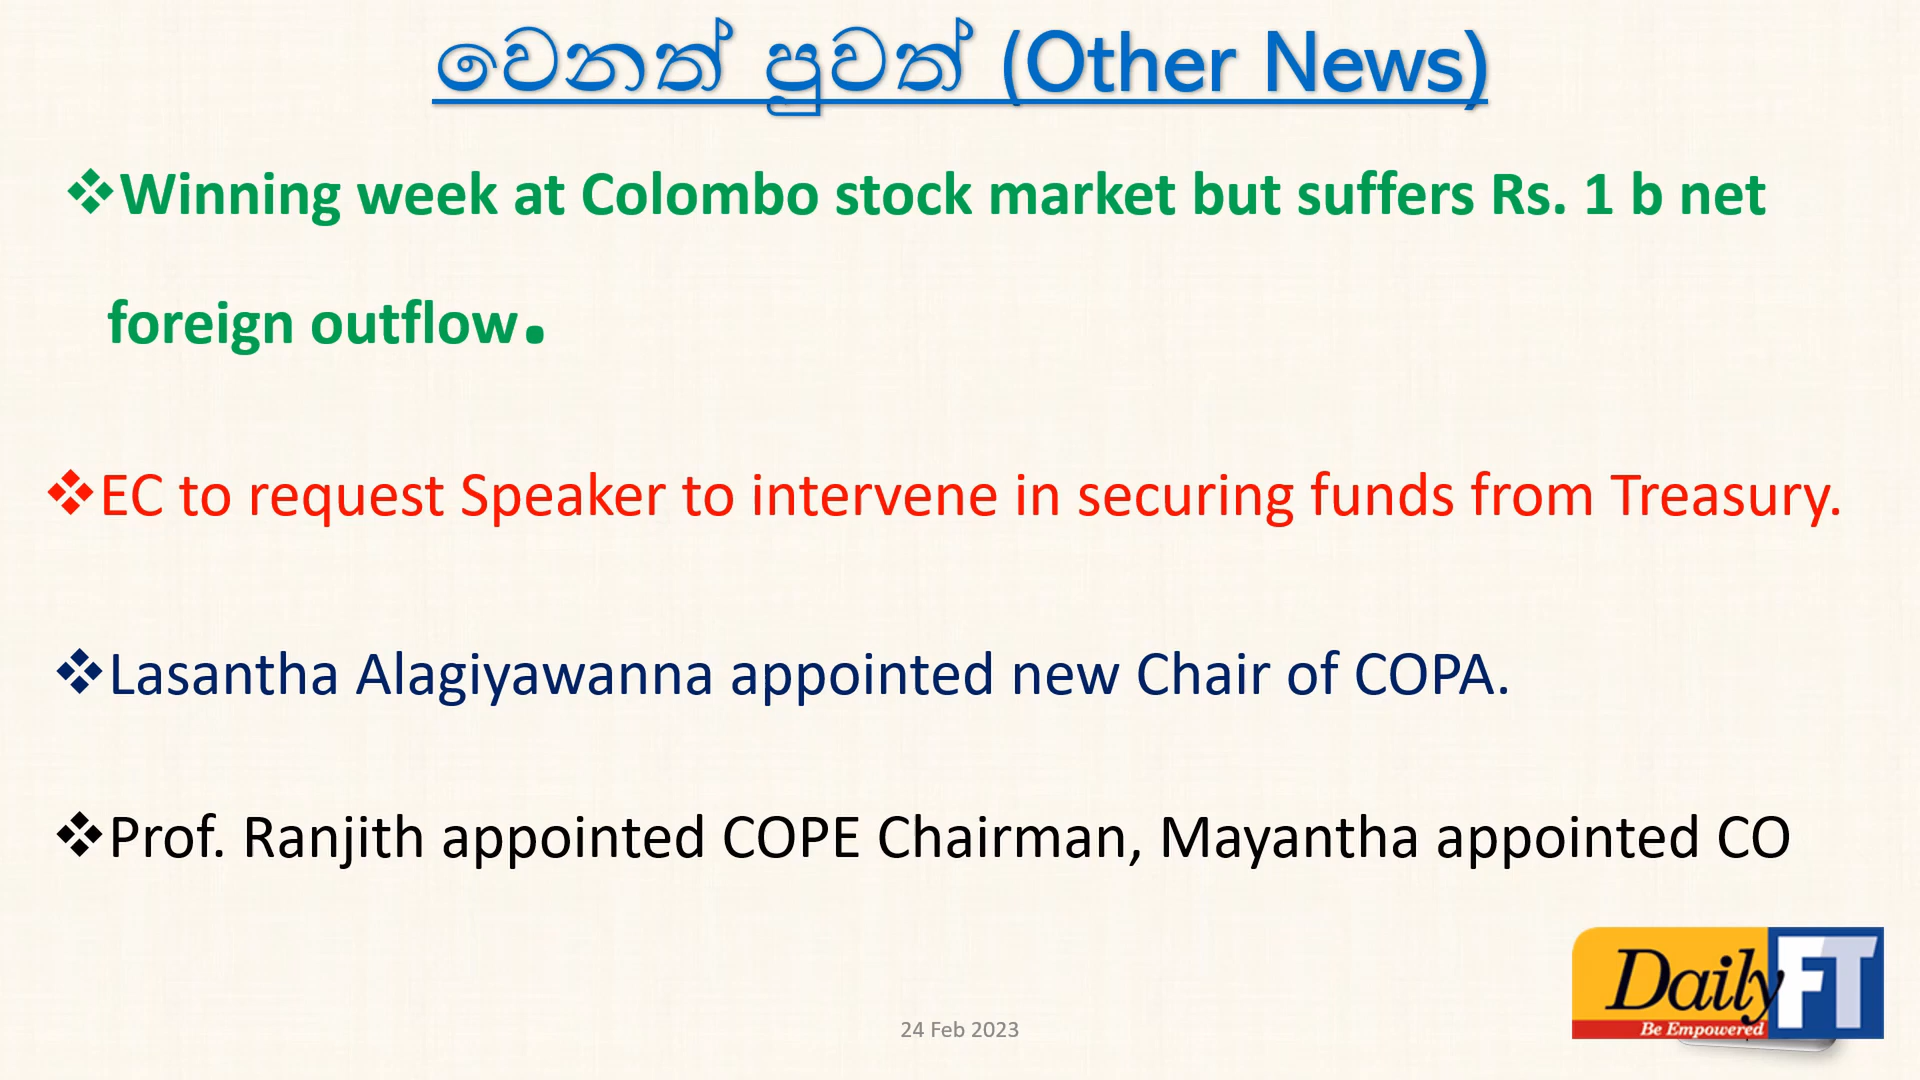 වෙනත් පුවත් (Other News)
❖Winning week at Colombo stock market but suffers Rs. 1 b net
foreign outflow.
❖EC to request Speaker to intervene in securing funds from Treasury.
❖Lasantha Alagiyawanna appointed new Chair of COPA.
❖Prof. Ranjith appointed COPE Chairman, Mayantha appointed CO
Daily FT
Be Empowered
24 Feb 2023